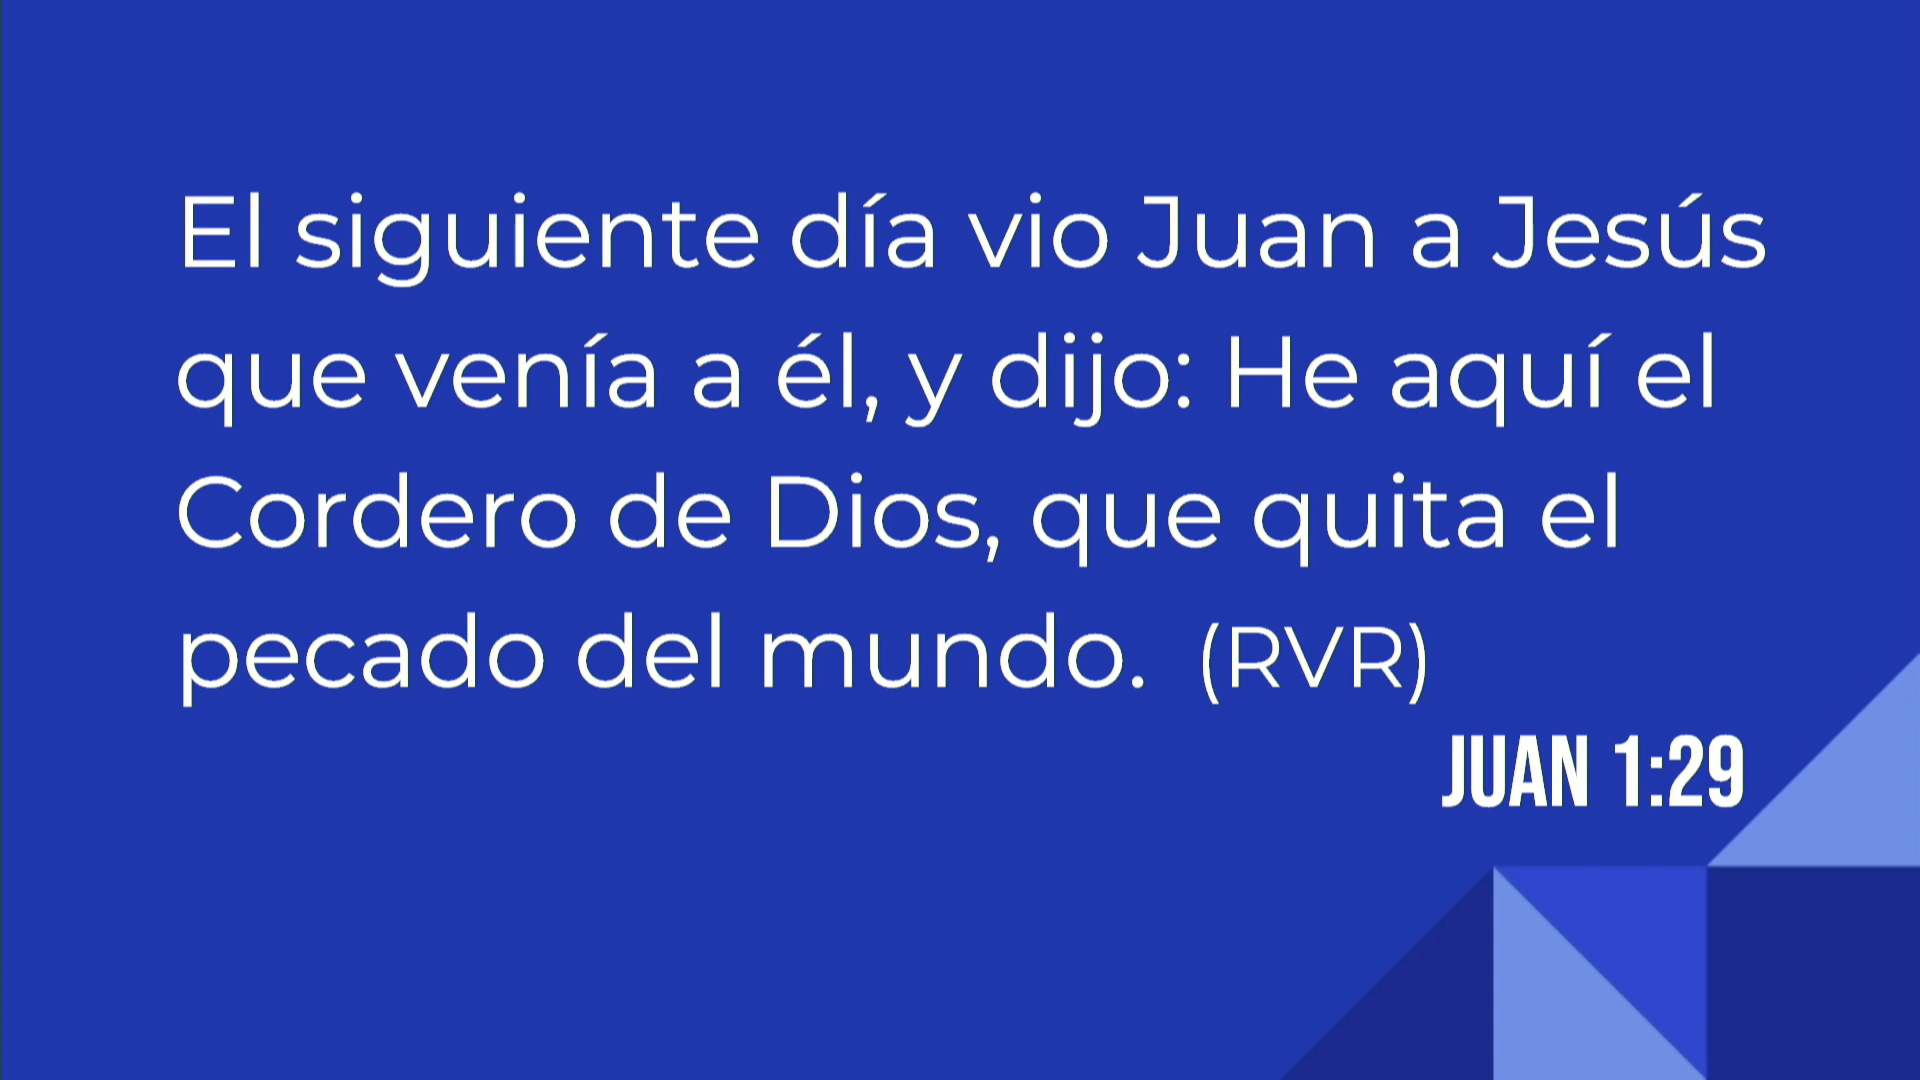 El siguiente día vio Juan a Jesús
que venía a él, y dijo: He aquí el
Cordero de Dios, que quita el
pecado del mundo. (RVR)
JUAN 1:29